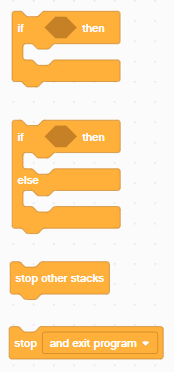 if then
if then
else
stop other stacks
stop and exit program